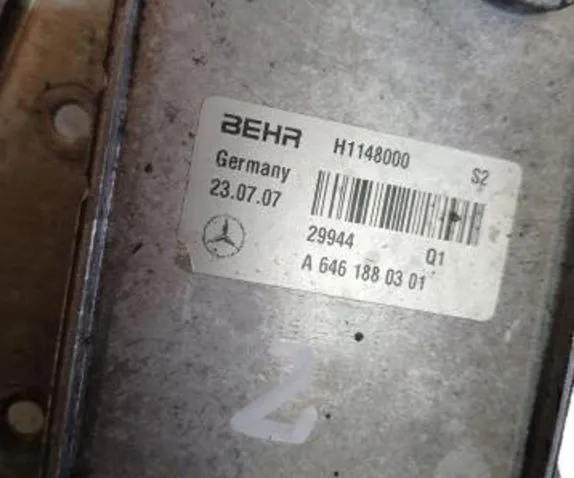 BEHR H1148000 S2
Germany
23.07.07
29944 Q1
A 646 188 03 01
2